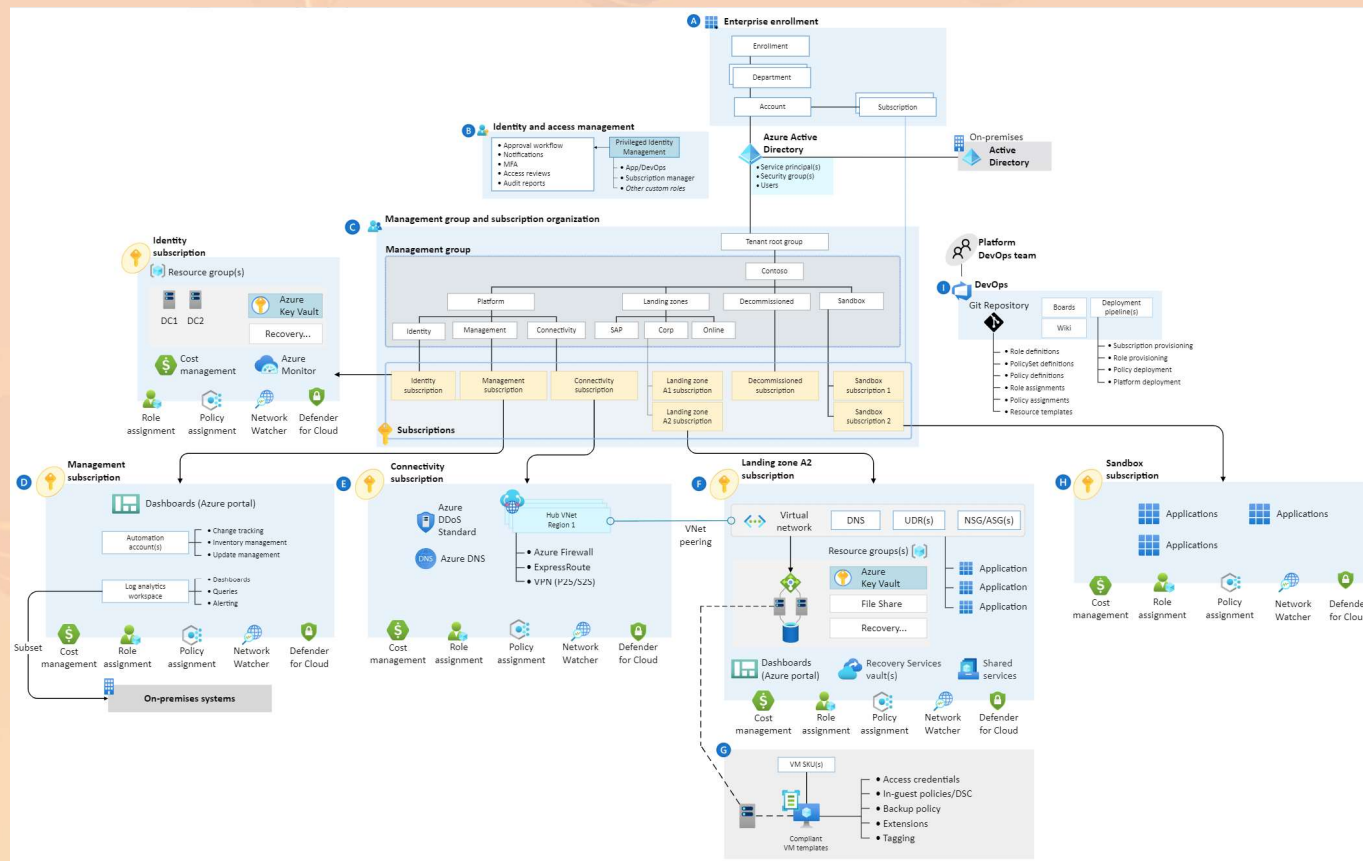 A
Enterprise enrollment
Enrollment
Department
Account
Subscription
B
Identity and access management
• Approval workflow
• Notifications
• MFA
• Access reviews
• Audit reports
Privileged Identity
Management
• App/DevOps
• Subscription manager
• Other custom roles
Azure Active
Directory
• Service principal(s)
• Security group(s)
• Users
On-premises
Active
Directory
C
Management group and subscription organization
Management group
Tenant root group
Contoso
Platform
Landing zones
Decommissioned
Sandbox
Identity
Management
Connectivity
SAP
Corp
Online
Identity
subscription
Management
subscription
Connectivity
subscription
Landing zone
A1 subscription
Decommissioned
subscription
Sandbox
subscription 1
Landing zone
A2 subscription
Sandbox
subscription 2
Subscriptions
Identity
subscription
Resource group(s)
DC1
DC2
Azure
Key Vault
Recovery...
Cost
management
Azure
Monitor
Role
assignment
Policy
assignment
Network
Watcher
Defender
for Cloud
Platform
DevOps team
I
DevOps
Git Repository
Boards
Wiki
Deployment
pipeline(s)
• Role definitions
• PolicySet definitions
• Policy definitions
• Role assignments
• Policy assignments
• Resource templates
• Subscription provisioning
• Role provisioning
• Policy deployment
• Platform deployment
D
Management
subscription
Dashboards (Azure portal)
Automation
account(s)
• Change tracking
• Inventory management
• Update management
Log analytics
workspace
• Dashboards
• Queries
• Alerting
Subset
Cost
management
Role
assignment
Policy
assignment
Network
Watcher
Defender
for Cloud
On-premises systems
E
Connectivity
subscription
Azure
DDoS
Standard
DNS
Azure DNS
Hub VNet
Region 1
• Azure Firewall
• ExpressRoute
• VPN (P2S/S2S)
Cost
management
Role
assignment
Policy
assignment
Network
Watcher
Defender
for Cloud
VNet
peering
F
Landing zone A2
subscription
Virtual
network
DNS
UDR(s)
NSG/ASG(s)
Resource groups(s)
Azure
Key Vault
File Share
Recovery...
Application
Application
Application
Dashboards
(Azure portal)
Recovery Services
vault(s)
Shared
services
Cost
management
Role
assignment
Policy
assignment
Network
Watcher
Defender
for Cloud
G
VM SKU(s)
Compliant
VM templates
• Access credentials
• In-guest policies/DSC
• Backup policy
• Extensions
• Tagging
H
Sandbox
subscription
Applications
Applications
Applications
Cost
management
Role
assignment
Policy
assignment
Network
Watcher
Defender
for Cloud